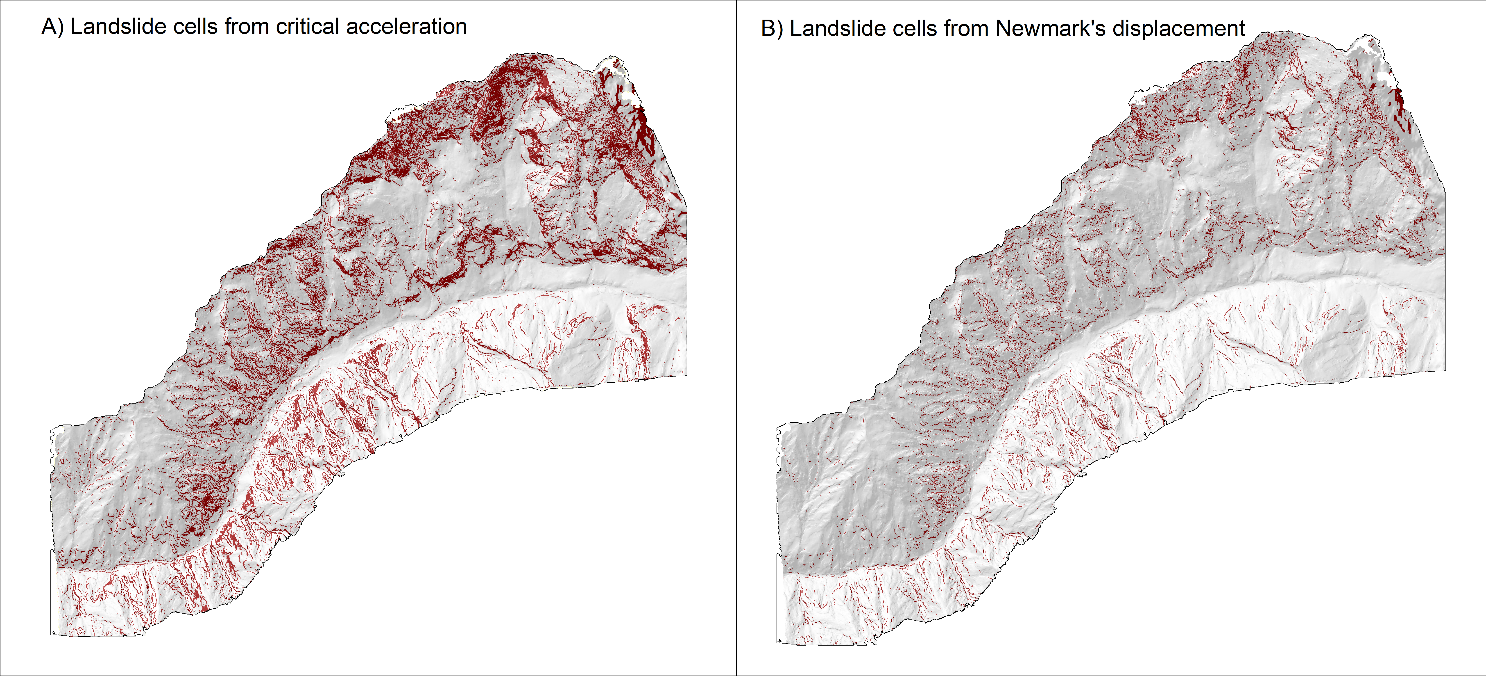 A) Landslide cells from critical acceleration
B) Landslide cells from Newmark's displacement